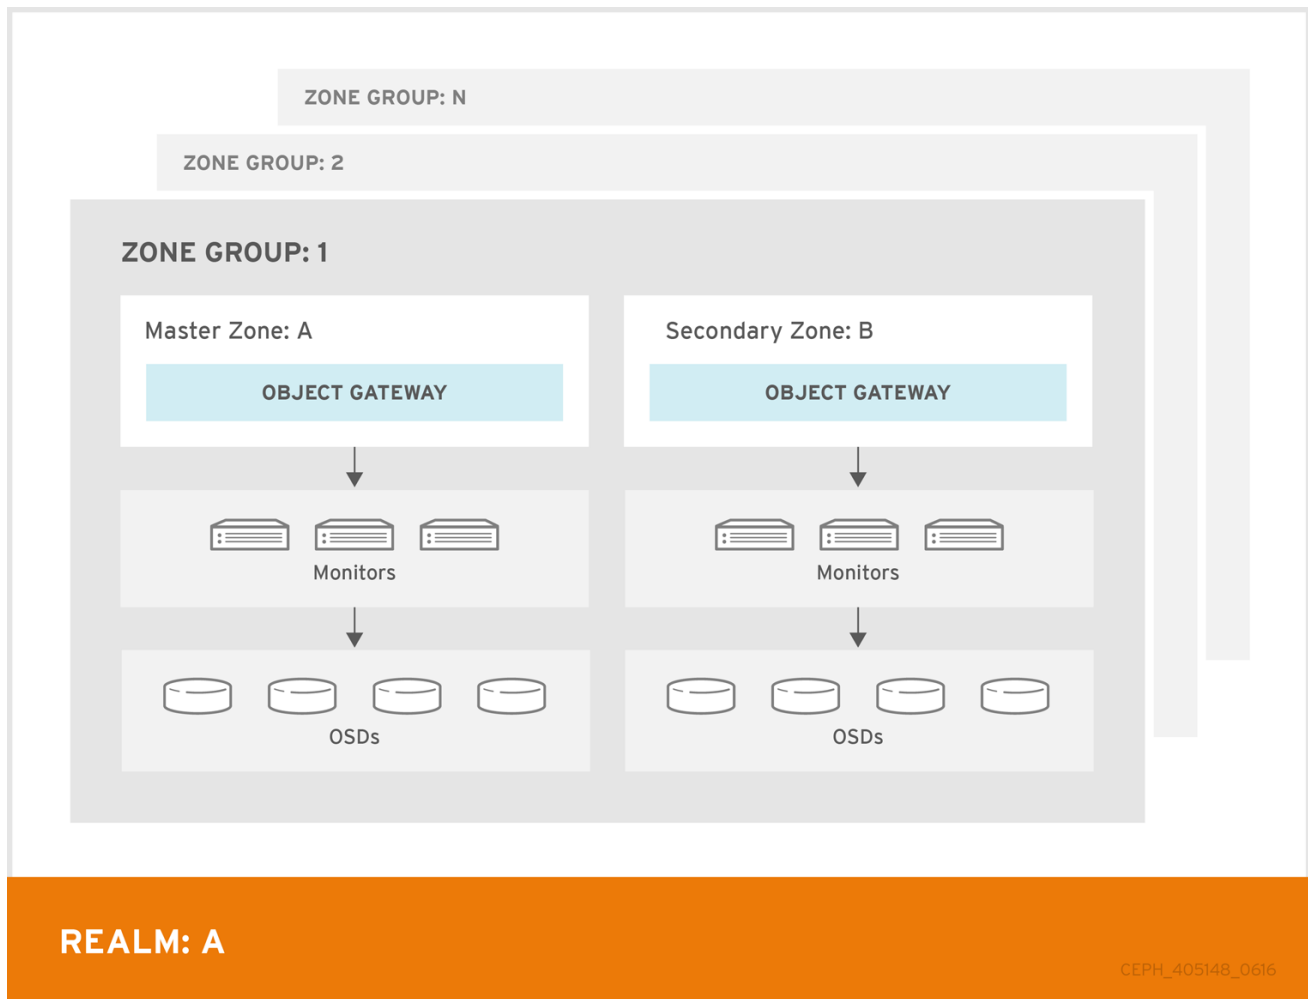 ZONE GROUP: N
ZONE GROUP: 2
ZONE GROUP: 1
Master Zone: A
OBJECT GATEWAY
Monitors
OSDs
Secondary Zone: B
OBJECT GATEWAY
Monitors
OSDs
REALM: A
CEPH_405148_0616